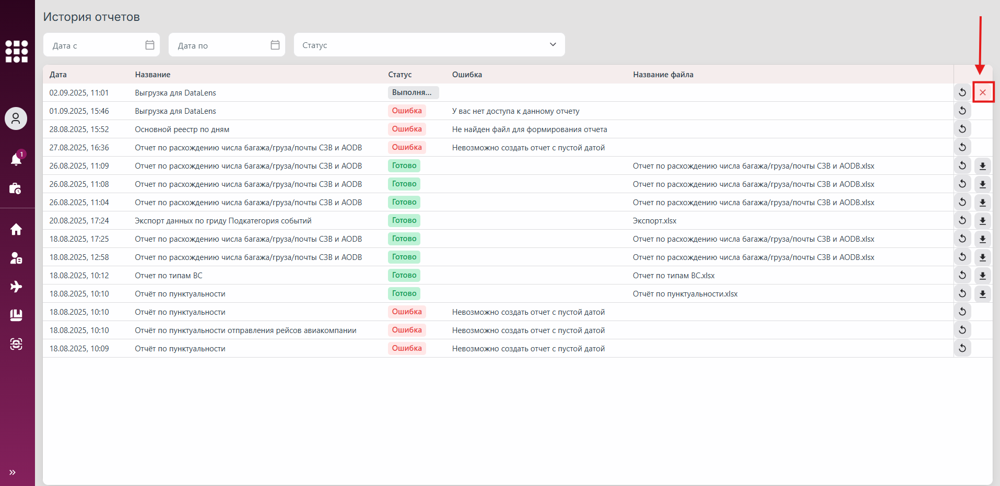 История отчетов
Дата с Дата по Статус
Дата Название Статус Ошибка Название файла
02.09.2025, 11:01 Выгрузка для DataLens Выполня...
01.09.2025, 15:46 Выгрузка для DataLens Ошибка У вас нет доступа к данному отчету
28.08.2025, 15:52 Основной реестр по дням Ошибка Не найден файл для формирования отчета
1
27.08.2025, 16:36 Отчет по расхождению числа багажа/груза/почты СЗВ и AODB Ошибка Невозможно создать отчет с пустой датой
26.08.2025, 11:09 Отчет по расхождению числа багажа/груза/почты СЗВ и AODB Готово Отчет по расхождению числа багажа/груза/почты СЗВ и AODB.xlsx
26.08.2025, 11:08 Отчет по расхождению числа багажа/груза/почты СЗВ и AODB Готово Отчет по расхождению числа багажа/груза/почты СЗВ и AODB.xlsx
26.08.2025, 11:04 Отчет по расхождению числа багажа/груза/почты СЗВ и AODB Готово Отчет по расхождению числа багажа/груза/почты СЗВ и AODB.xlsx
20.08.2025, 17:24 Экспорт данных по гриду Подкатегория событий Готово Экспорт.xlsx
18.08.2025, 17:25 Отчет по расхождению числа багажа/груза/почты СЗВ и AODB Готово Отчет по расхождению числа багажа/груза/почты СЗВ и AODB.xlsx
18.08.2025, 12:58 Отчет по расхождению числа багажа/груза/почты СЗВ и AODB Готово Отчет по расхождению числа багажа/груза/почты СЗВ и AODB.xlsx
18.08.2025, 10:12 Отчет по типам ВС Готово Отчет по типам ВС.xlsx
18.08.2025, 10:10 Отчёт по пунктуальности Готово Отчёт по пунктуальности.xlsx
18.08.2025, 10:10 Отчёт по пунктуальности Ошибка Невозможно создать отчет с пустой датой
18.08.2025, 10:10 Отчёт по пунктуальности отправления рейсов авиакомпании Ошибка Невозможно создать отчет с пустой датой
18.08.2025, 10:09 Отчёт по пунктуальности Ошибка Невозможно создать отчет с пустой датой